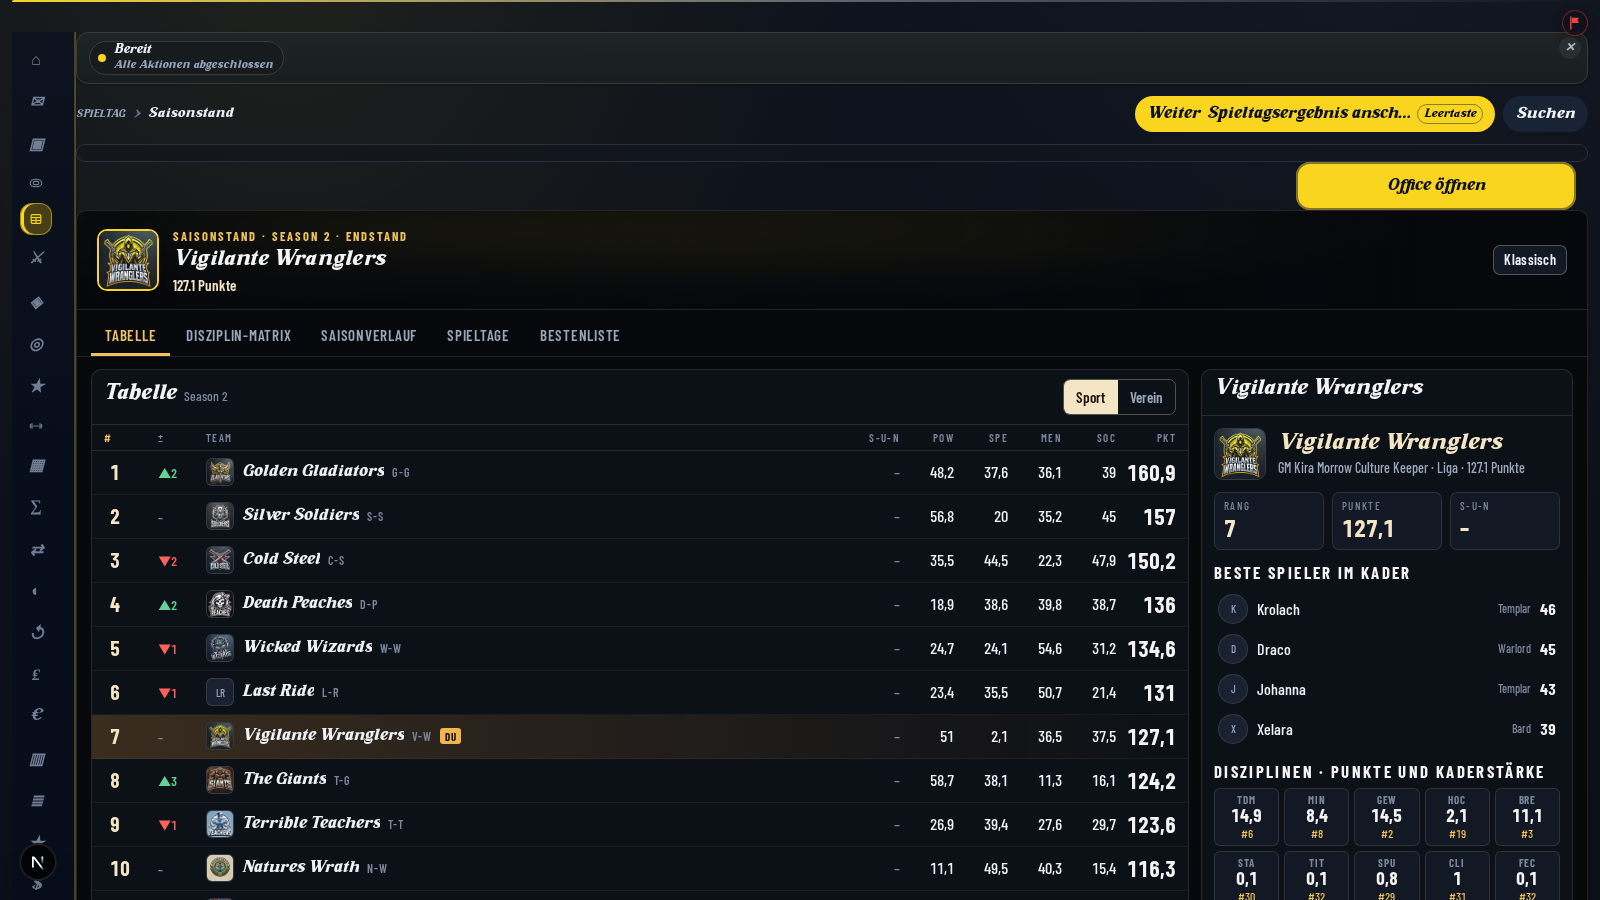 Bereit
Alle Aktionen abgeschlossen
SPIELTAG › Saisonstand
Weiter Spieltagsergebnis ansch... Leertaste
Suchen
Office öffnen
SAISONSTAND · SEASON 2 · ENDSTAND
Vigilante Wranglers
127.1 Punkte
Klassisch
TABELLE DISZIPLIN-MATRIX SAISONVERLAUF SPIELTAGE BESTENLISTE
Tabelle Season 2
Sport Verein
# ± TEAM S-U-N POW SPE MEN SOC PKT
1 ▲2 Golden Gladiators G-G – 48,2 37,6 36,1 39 160,9
2 - Silver Soldiers S-S – 56,8 20 35,2 45 157
3 ▼2 Cold Steel C-S – 35,5 44,5 22,3 47,9 150,2
4 ▲2 Death Peaches D-P – 18,9 38,6 39,8 38,7 136
5 ▼1 Wicked Wizards W-W – 24,7 24,1 54,6 31,2 134,6
6 ▼1 LR Last Ride L-R – 23,4 35,5 50,7 21,4 131
7 - Vigilante Wranglers V-W DU – 51 2,1 36,5 37,5 127,1
8 ▲3 The Giants T-G – 58,7 38,1 11,3 16,1 124,2
9 ▼1 Terrible Teachers T-T – 26,9 39,4 27,6 29,7 123,6
10 - Natures Wrath N-W – 11,1 49,5 40,3 15,4 116,3
Vigilante Wranglers
Vigilante Wranglers
GM Kira Morrow Culture Keeper · Liga · 127.1 Punkte
RANG PUNKTE S-U-N
7 127,1 –
BESTE SPIELER IM KADER
K Krolach Templar 46
D Draco Warlord 45
J Johanna Templar 43
X Xelara Bard 39
DISZIPLINEN · PUNKTE UND KADERSTÄRKE
TDM MIN GEW HOC BRE
14,9 8,4 14,5 2,1 11,1
#6 #8 #2 #19 #3
STA TIT SPU CLI FEC
0,1 0,1 0,8 1 0,1
#30 #32 #29 #31 #32